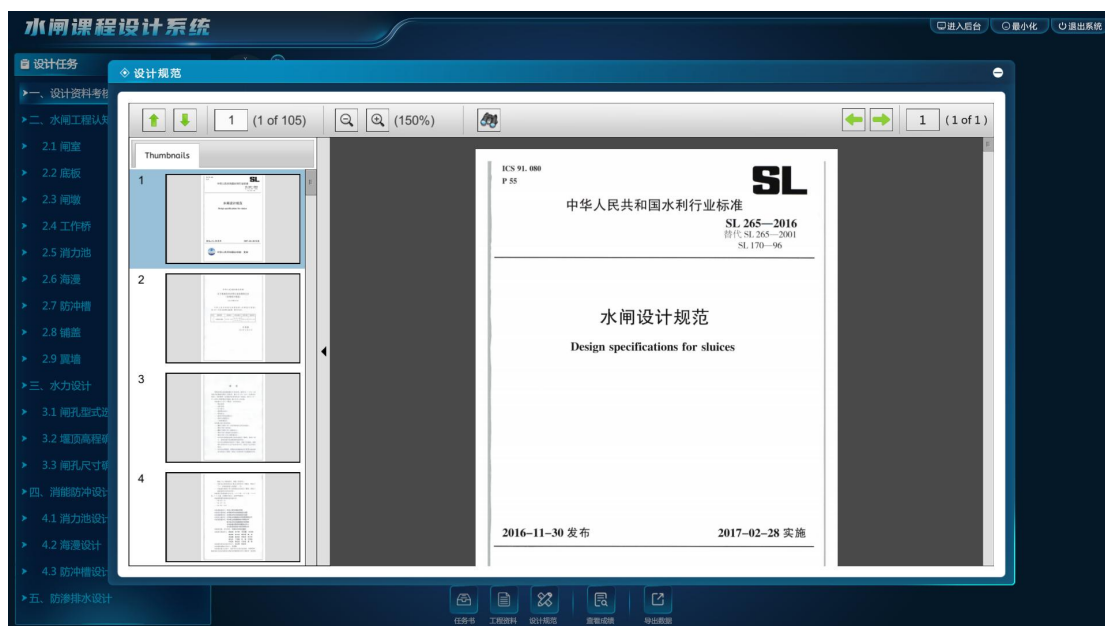 水闸课程设计系统
进入后台
最小化
退出系统
设计任务
设计规范
一、设计资料考核
二、水闸工程认
2.1 闸室
2.2 底板
2.3 闸墩
2.4 工作桥
2.5 消力池
2.6 海漫
2.7 防冲槽
2.8 铺盖
2.9 翼墙
三、水力设计
3.1 闸孔型式
3.2 堰顶高程
3.3 闸孔尺寸
四、消能防冲设
4.1 消力池设
4.2 海漫设计
4.3 防冲槽设
五、防渗排水设计
1 (1 of 105)
(150%)
1 (1 of 1)
Thumbnails
1
2
3
4
ICS 91. 080
P 55
SL
中华人民共和国水利行业标准
SL 265—2016
替代 SL 265—2001
SL 170—96
水闸设计规范
Design specifications for sluices
2016–11–30 发布
2017–02–28 实施
任务书
工程资料
设计规范
查看成绩
导出数据